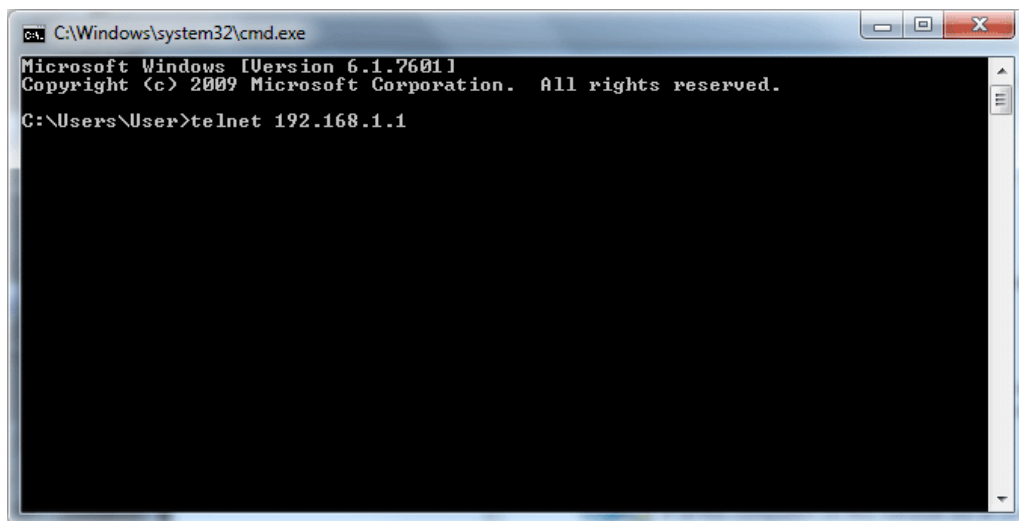 C:\Windows\system32\cmd.exe
Microsoft Windows [Version 6.1.7601]
Copyright (c) 2009 Microsoft Corporation.  All rights reserved.
C:\Users\User>telnet 192.168.1.1